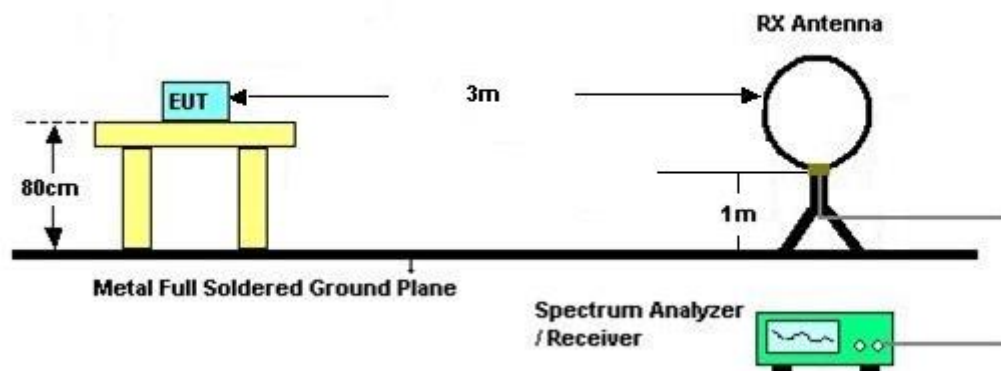 RX Antenna
EUT
3m
80cm
1m
Metal Full Soldered Ground Plane
Spectrum Analyzer
/ Receiver